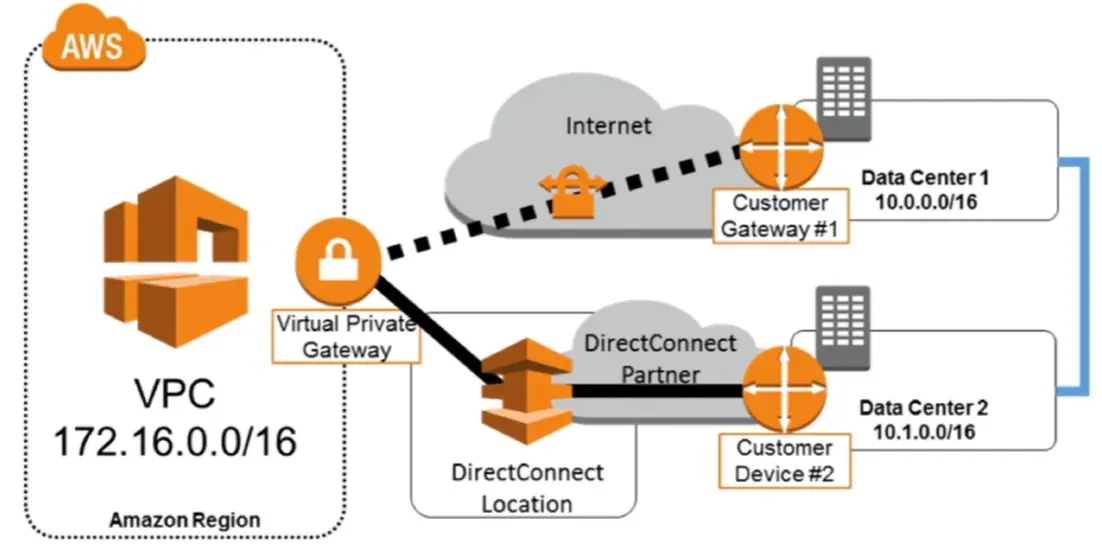 AWS
Internet
Data Center 1
10.0.0.0/16
Customer
Gateway #1
Virtual Private
Gateway
VPC
172.16.0.0/16
Amazon Region
DirectConnect
Partner
DirectConnect
Location
Data Center 2
10.1.0.0/16
Customer
Device #2